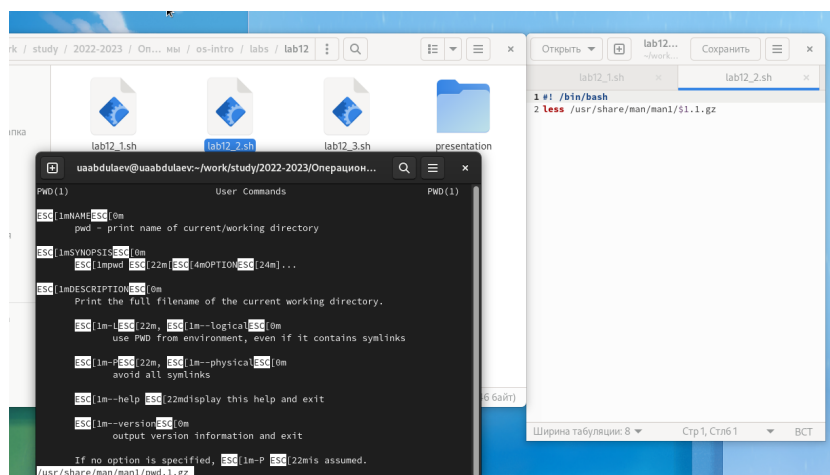 rk / study / 2022-2023 / Оп… мы / os-intro / labs / lab12
lab12_1.sh
lab12_2.sh
lab12_3.sh
presentation
Открыть
lab12…
~/work…
Сохранить
lab12_1.sh
lab12_2.sh
1 #! /bin/bash
2 less /usr/share/man/man1/$1.1.gz
Ширина табуляции: 8
Стр 1, Стлб 1
ВСТ
uaabdulaev@uaabdulaev:~/work/study/2022-2023/Операцион…
PWD(1) User Commands PWD(1)
ESC[1mNAMEESC[0m
pwd - print name of current/working directory
ESC[1mSYNOPSISESC[0m
ESC[1mpwd ESC[22m[ESC[4mOPTIONESC[24m]...
ESC[1mDESCRIPTIONESC[0m
Print the full filename of the current working directory.
ESC[1m-LESC[22m, ESC[1m--logicalESC[0m
use PWD from environment, even if it contains symlinks
ESC[1m-PESC[22m, ESC[1m--physicalESC[0m
avoid all symlinks
ESC[1m--help ESC[22mdisplay this help and exit
ESC[1m--versionESC[0m
output version information and exit
If no option is specified, ESC[1m-P ESC[22mis assumed.
/usr/share/man/man1/pwd.1.gz